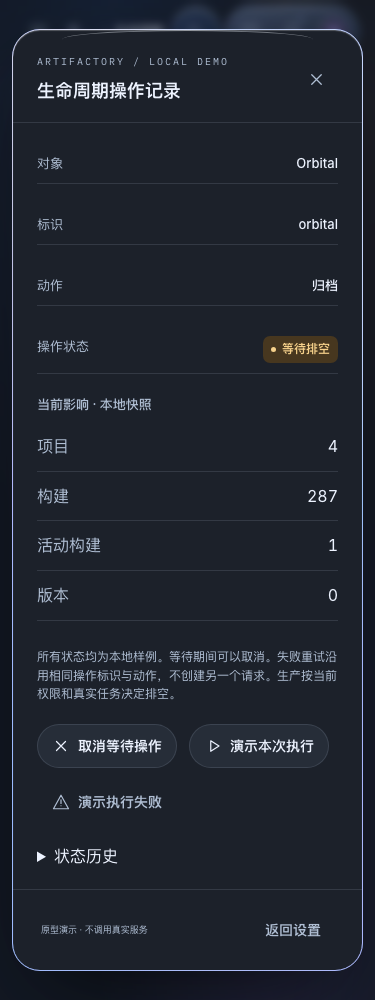 ARTIFACTORY / LOCAL DEMO
生命周期操作记录
对象 Orbital
标识 orbital
动作 归档
操作状态 等待排空
当前影响 · 本地快照
项目 4
构建 287
活动构建 1
版本 0
所有状态均为本地样例。等待期间可以取消。失败重试沿
用相同操作标识与动作，不创建另一个请求。生产按当前
权限和真实任务决定排空。
取消等待操作 演示本次执行
演示执行失败
状态历史
原型演示 · 不调用真实服务 返回设置